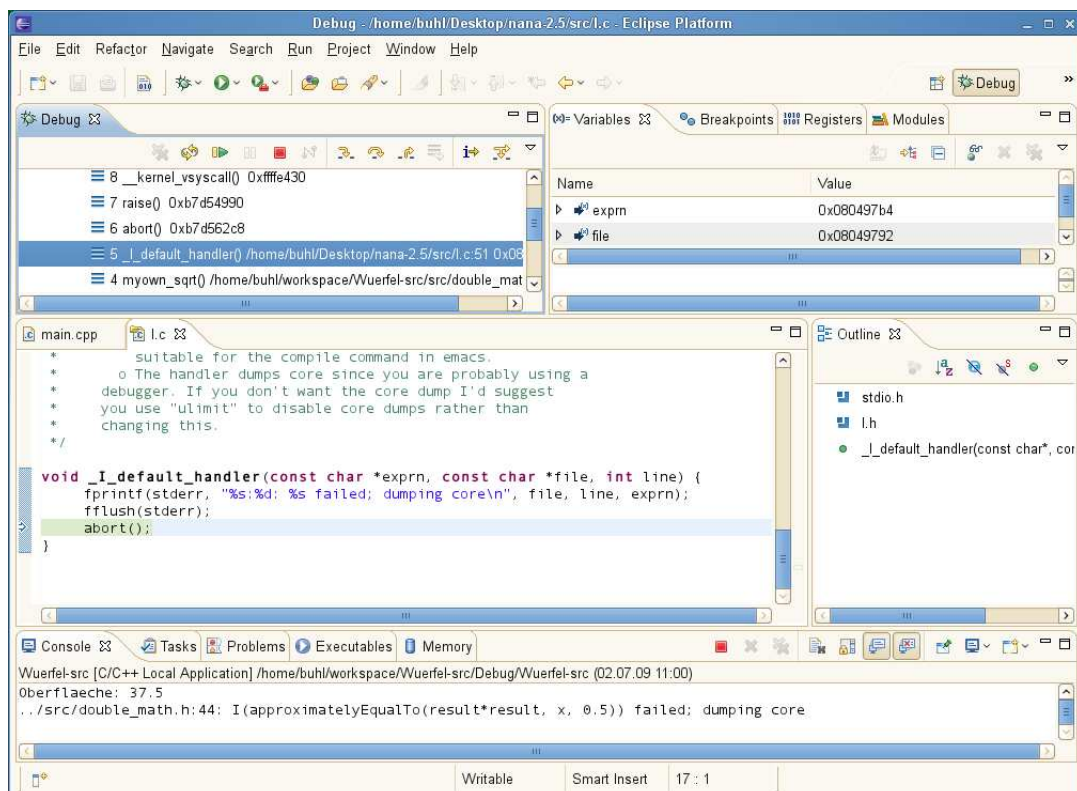 Debug - /home/buhl/Desktop/nana-2.5/src/I.c - Eclipse Platform
File Edit Refactor Navigate Search Run Project Window Help
Debug
Debug
8 __kernel_vsyscall() 0xffffe430
7 raise() 0xb7d54990
6 abort() 0xb7d562c8
5 _I_default_handler() /home/buhl/Desktop/nana-2.5/src/I.c:51 0x08
4 myown_sqrt() /home/buhl/workspace/Wuerfel-src/src/double_mat
(x)= Variables Breakpoints Registers Modules
Name Value
exprn 0x080497b4
file 0x08049792
main.cpp I.c
* suitable for the compile command in emacs.
* o The handler dumps core since you are probably using a
* debugger. If you don't want the core dump I'd suggest
* you use "ulimit" to disable core dumps rather than
* changing this.
*/
void _I_default_handler(const char *exprn, const char *file, int line) {
fprintf(stderr, "%s:%d: %s failed; dumping core\n", file, line, exprn);
fflush(stderr);
abort();
}
Outline
stdio.h
I.h
_I_default_handler(const char*, cor
Console Tasks Problems Executables Memory
Wuerfel-src [C/C++ Local Application] /home/buhl/workspace/Wuerfel-src/Debug/Wuerfel-src (02.07.09 11:00)
Oberflaeche: 37.5
../src/double_math.h:44: I(approximatelyEqualTo(result*result, x, 0.5)) failed; dumping core
Writable Smart Insert 17 : 1